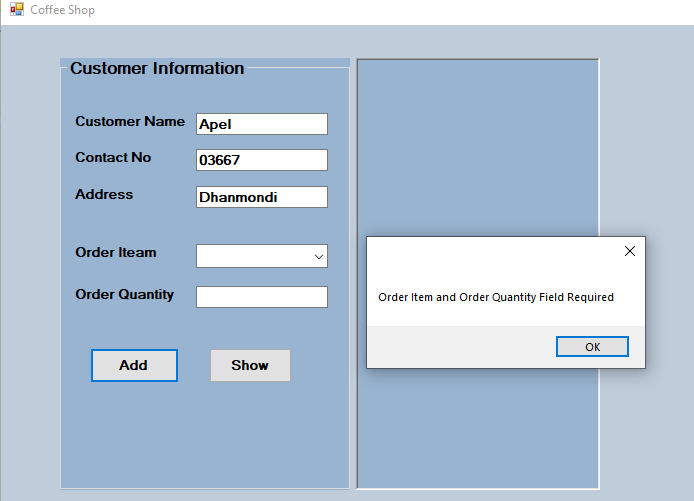 Coffee Shop
Customer Information
Customer Name Apel
Contact No 03667
Address Dhanmondi
Order Iteam
Order Quantity
Add Show
Order Item and Order Quantity Field Required
OK